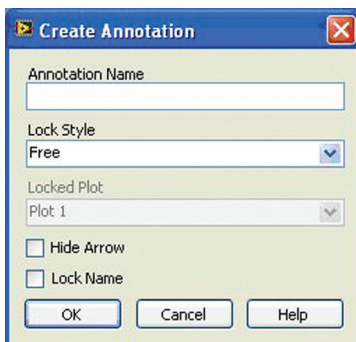 Create Annotation
Annotation Name
Lock Style
Free
Locked Plot
Plot 1
Hide Arrow
Lock Name
OK Cancel Help